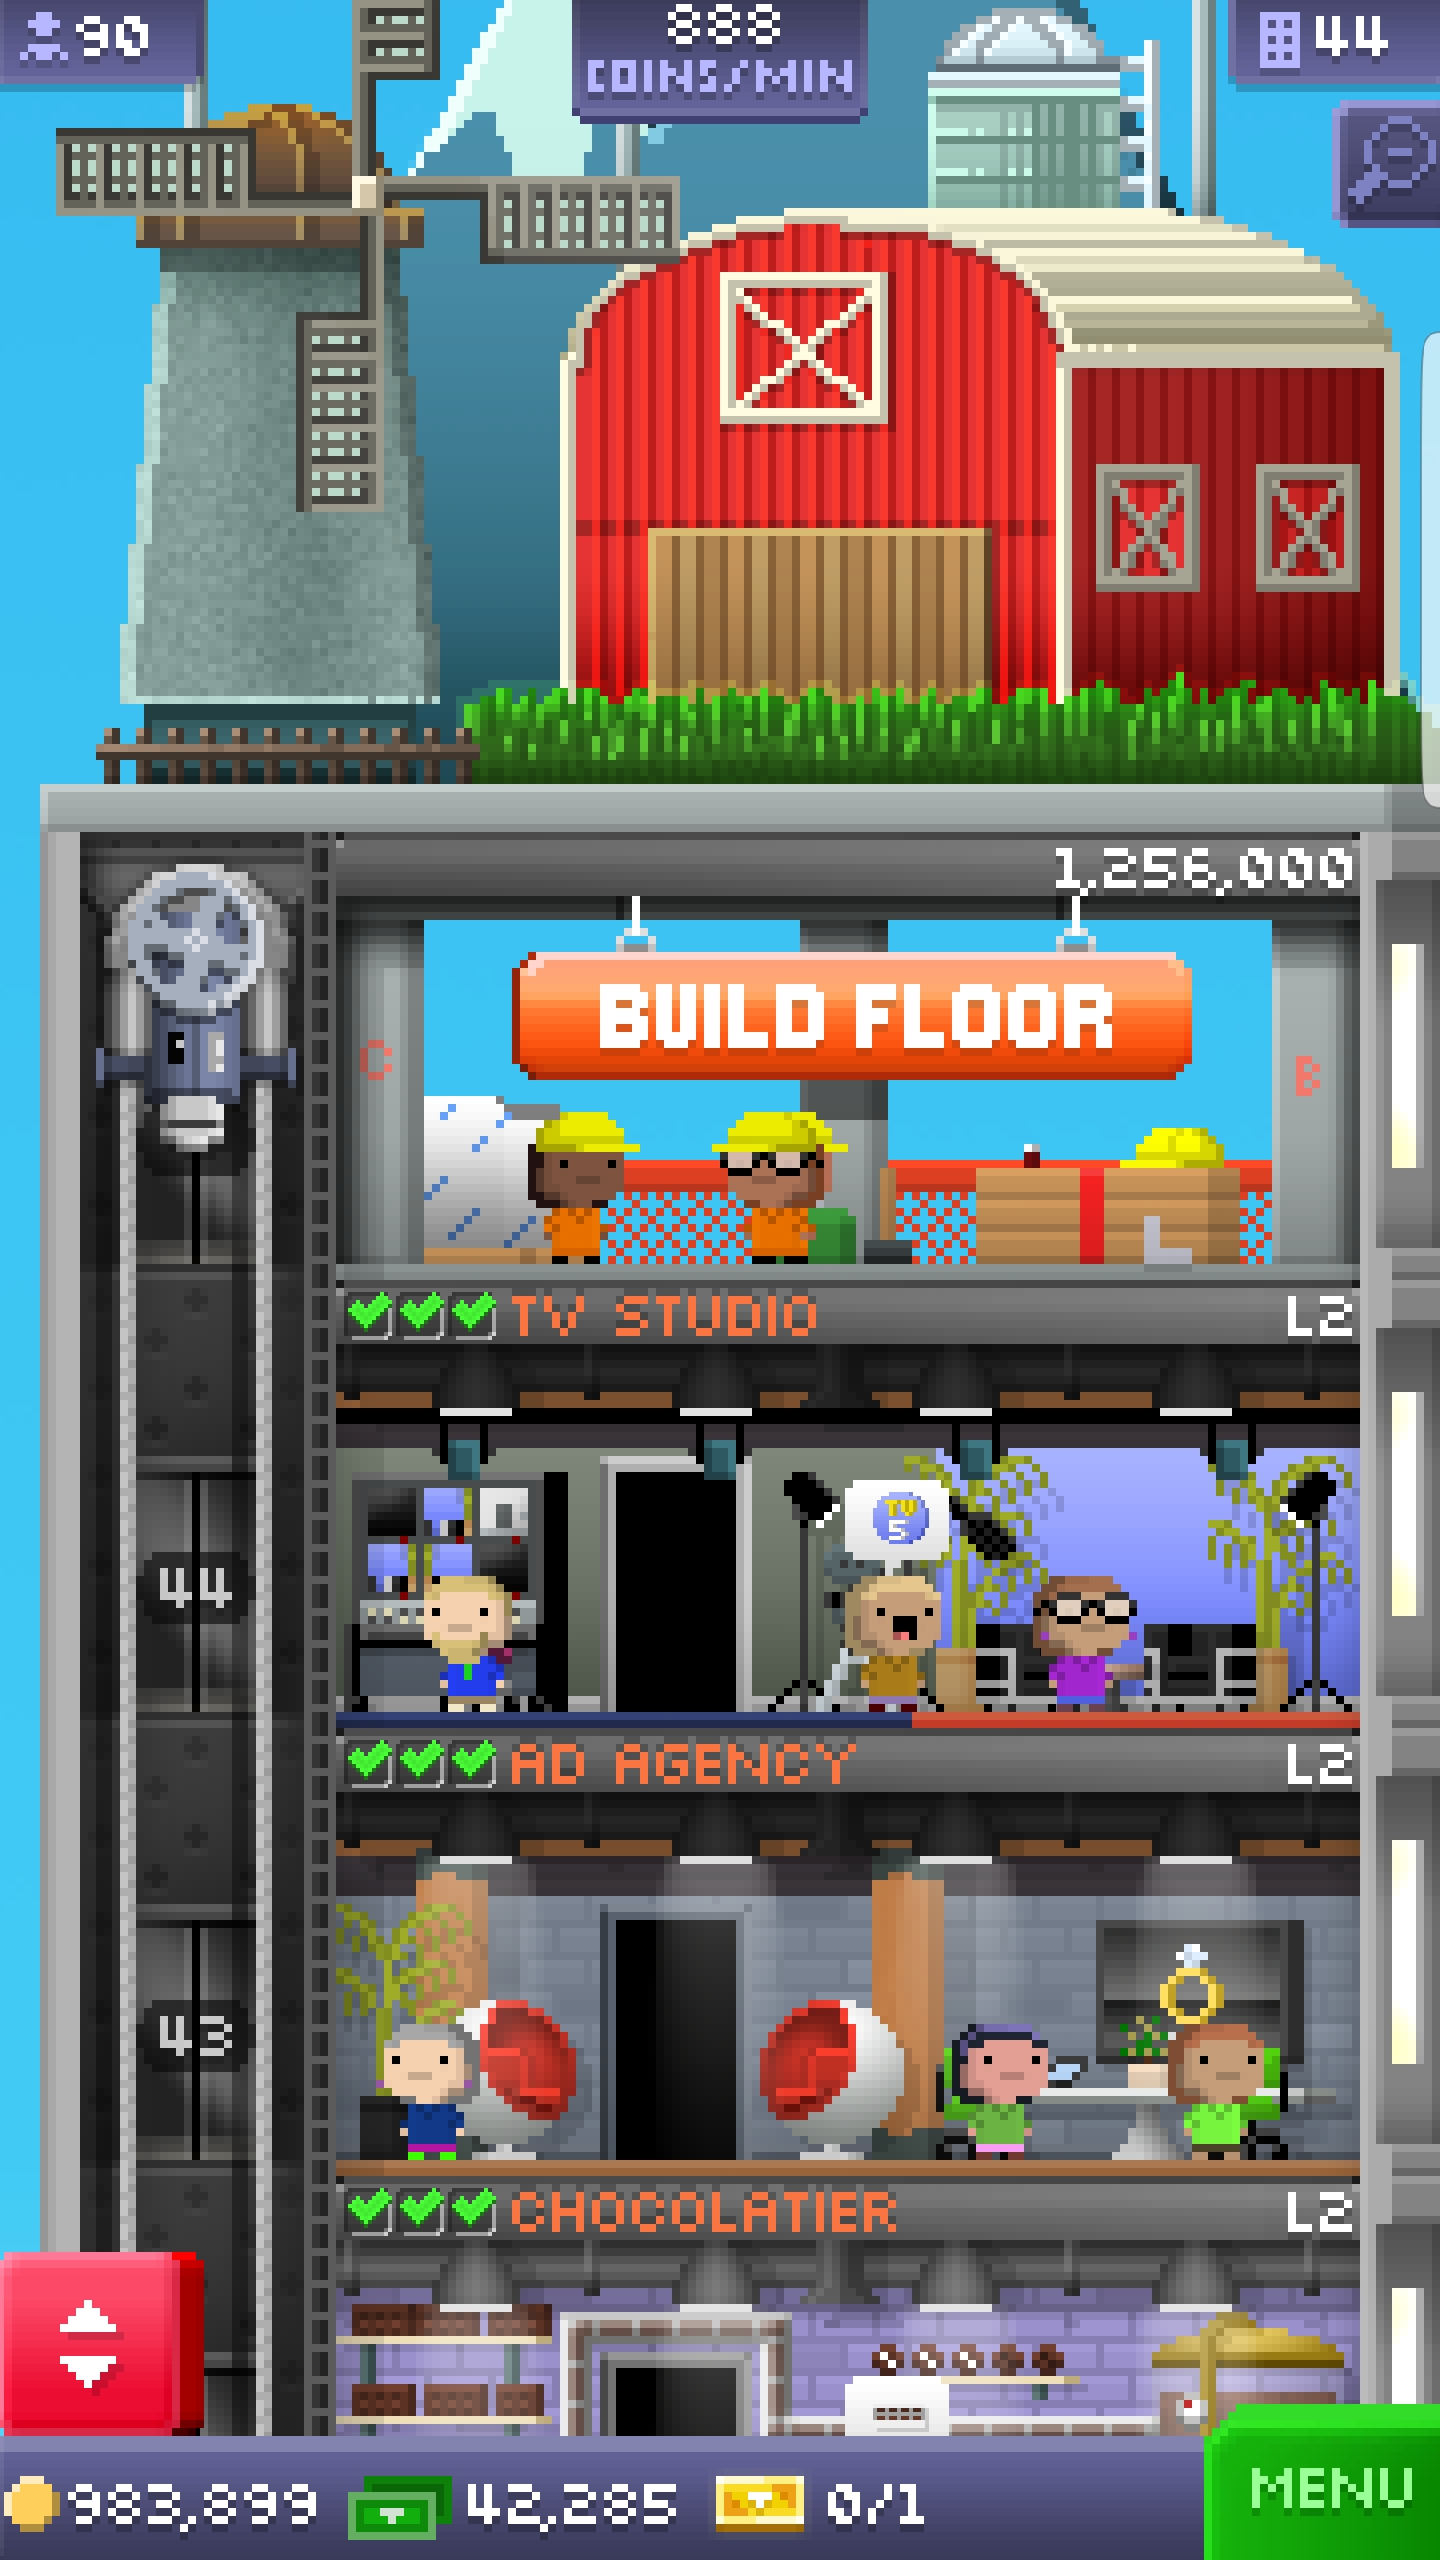 90
888
COINS/MIN
44
1,256,000
BUILD FLOOR
C
B
TV STUDIO L2
TV
5
44
AD AGENCY L2
43
CHOCOLATIER L2
983,899 42,285 0/1
MENU